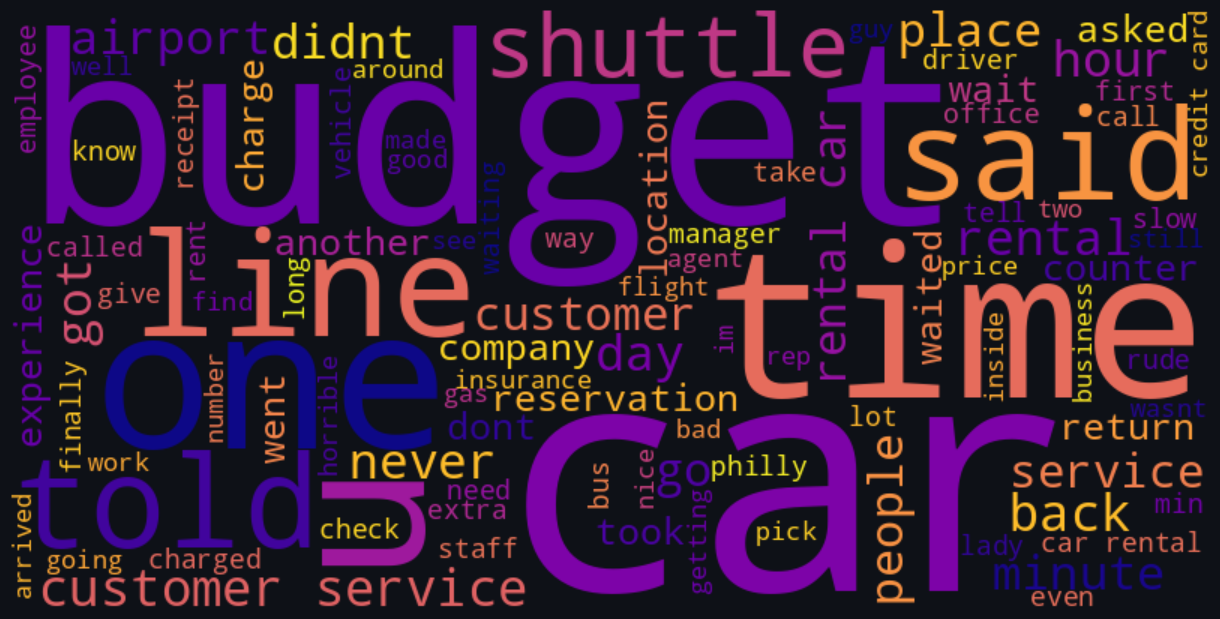 employee
airport
didnt
shuttle
guy
place
asked
credit card
well
around
driver
hour
budget
receipt
charge
vehicle
wait
first
office
call
know
made
good
location
take
car
said
waiting
tell
two
slow
experience
called
rent
another
see
way
manager
rental
still
line
long
agent
waited
price
counter
got
give
find
flight
time
customer
rental
business
im
inside
one
company
day
rep
rude
finally
number
went
horrible
insurance
gas
reservation
wasnt
dont
bad
lot
return
work
never
car
bus
nice
go
philly
people
service
told
u
need
extra
getting
back
min
arrived
check
took
pick
staff
lady
car rental
going
charged
minute
customer service
even